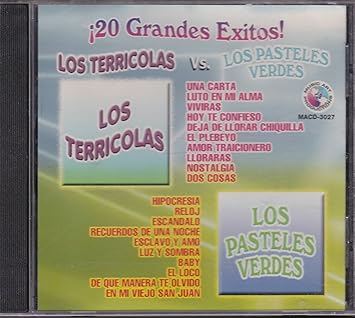 ¡20 Grandes Exitos!
LOS TERRICOLAS Vs. LOS PASTELES VERDES
LOS TERRICOLAS
UNA CARTA
LUTO EN MI ALMA
VIVIRAS
HOY TE CONFIESO
DEJA DE LLORAR CHIQUILLA
EL PLEBEYO
AMOR TRAICIONERO
LLORARAS
NOSTALGIA
DOS COSAS
MACD-3027
HIPOCRESIA
RELOJ
ESCANDALO
RECUERDOS DE UNA NOCHE
ESCLAVO Y AMO
LUZ Y SOMBRA
BABY
EL LOCO
DE QUE MANERA TE OLVIDO
EN MI VIEJO SAN JUAN
LOS PASTELES VERDES